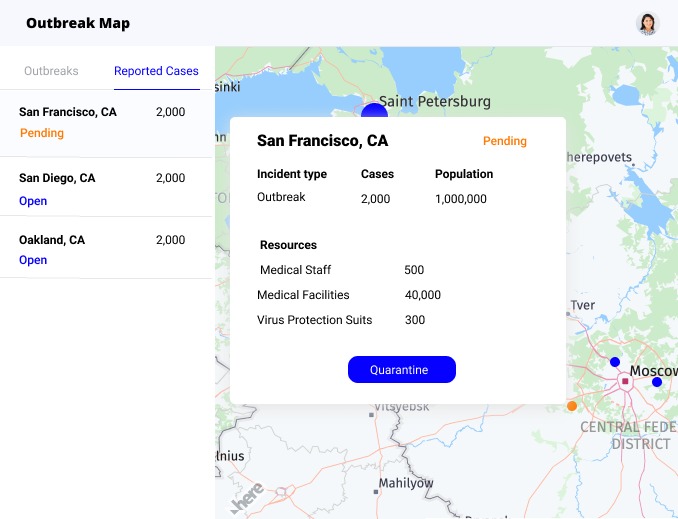 Outbreak Map
Outbreaks Reported Cases
San Francisco, CA 2,000
Pending
San Diego, CA 2,000
Open
Oakland, CA 2,000
Open
sinki
Saint Petersburg
San Francisco, CA Pending
Incident type Cases Population
Outbreak 2,000 1,000,000
Resources
Medical Staff 500
Medical Facilities 40,000
Virus Protection Suits 300
Quarantine
herepovets
Tver
Moscow
Vitsyebsk
CENTRAL FEDE
DISTRICT
lnius
Mahilyow
here